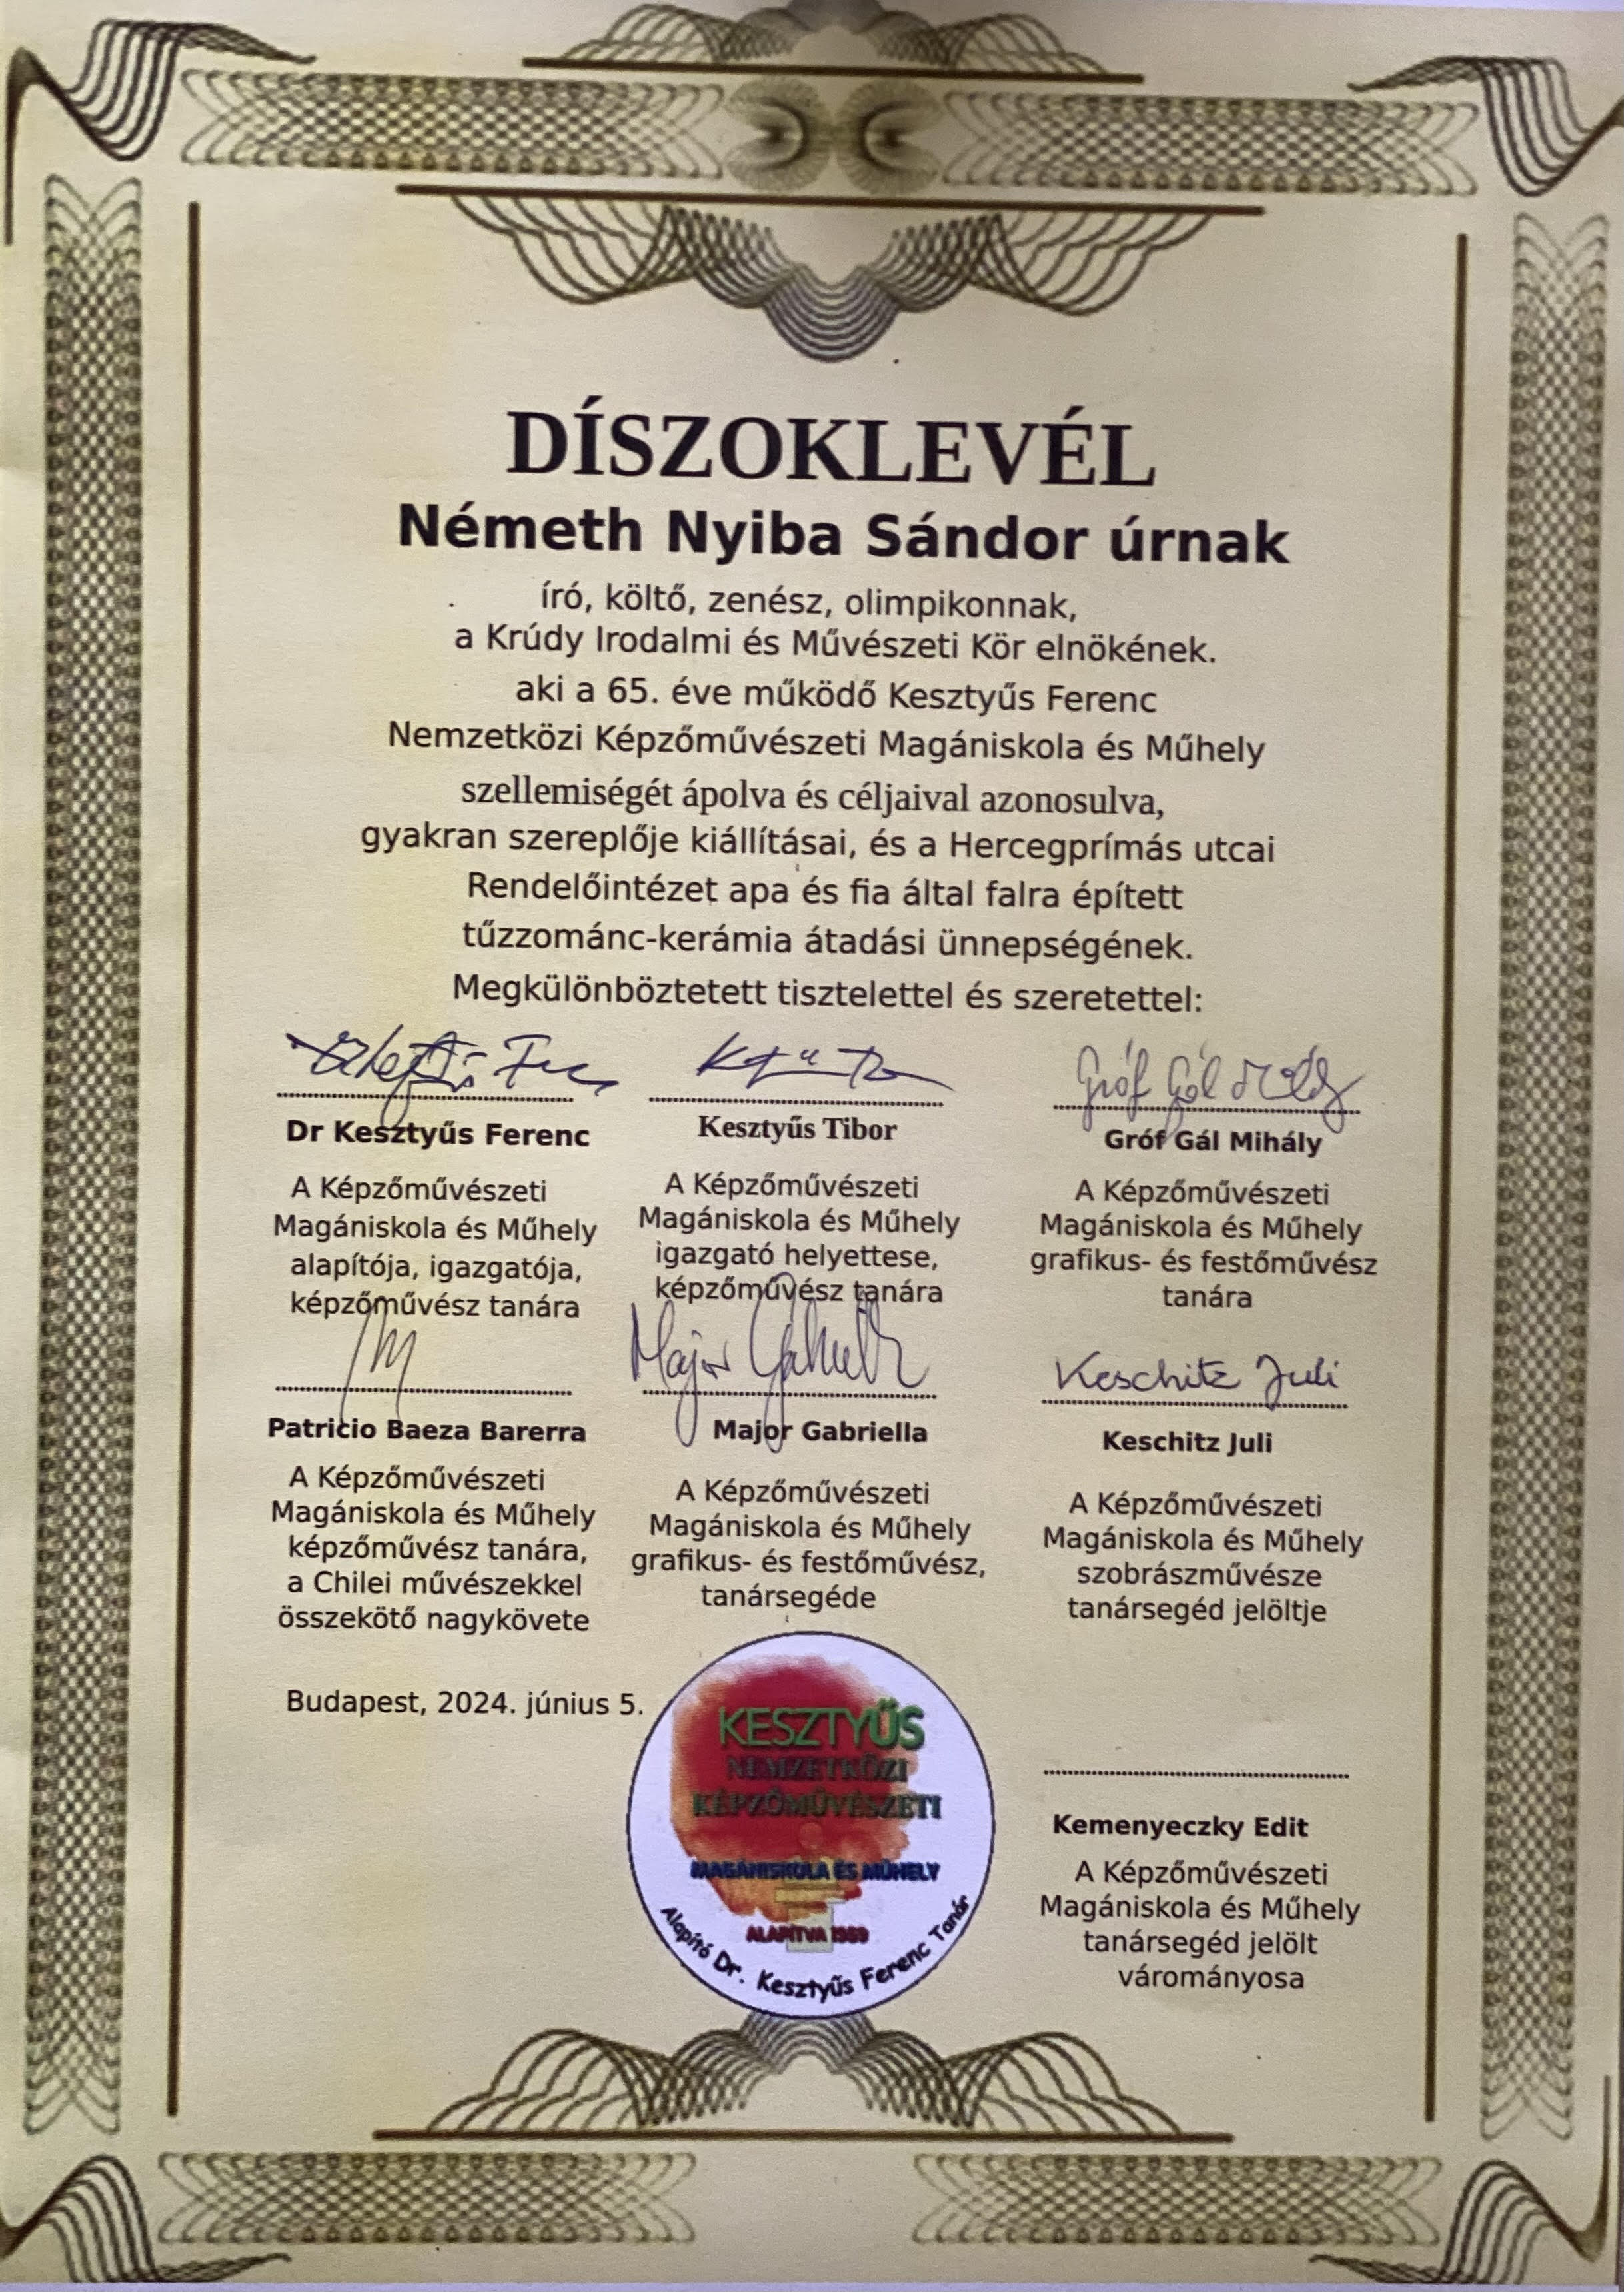 DÍSZOKLEVÉL
Németh Nyiba Sándor úrnak
író, költő, zenész, olimpikonnak,
a Krúdy Irodalmi és Művészeti Kör elnökének.
aki a 65. éve működő Kesztyűs Ferenc
Nemzetközi Képzőművészeti Magániskola és Műhely
szellemiségét ápolva és céljaival azonosulva,
gyakran szereplője kiállításai, és a Hercegprímás utcai
Rendelőintézet apa és fia által falra épített
tűzzománc-kerámia átadási ünnepségének.
Megkülönböztetett tisztelettel és szeretettel:
Gróf Gál
Dr Kesztyűs Ferenc
A Képzőművészeti
Magániskola és Műhely
alapítója, igazgatója,
képzőművész tanára
Kesztyűs Tibor
A Képzőművészeti
Magániskola és Műhely
igazgató helyettese,
képzőművész tanára
Gróf Gál Mihály
A Képzőművészeti
Magániskola és Műhely
grafikus- és festőművész
tanára
Major Gabriella
Keschitz Juli
Patricio Baeza Barerra
A Képzőművészeti
Magániskola és Műhely
képzőművész tanára,
a Chilei művészekkel
összekötő nagykövete
Major Gabriella
A Képzőművészeti
Magániskola és Műhely
grafikus- és festőművész,
tanársegéde
Keschitz Juli
A Képzőművészeti
Magániskola és Műhely
szobrászművésze
tanársegéd jelöltje
Budapest, 2024. június 5.
KESZTYŰS
NEMZETKÖZI
KÉPZŐMŰVÉSZETI
MAGÁNISKOLA ÉS MŰHELY
ALAPÍTVA 1959
Alapító Dr. Kesztyűs Ferenc Tanár
Kemenyeczky Edit
A Képzőművészeti
Magániskola és Műhely
tanársegéd jelölt
várományosa